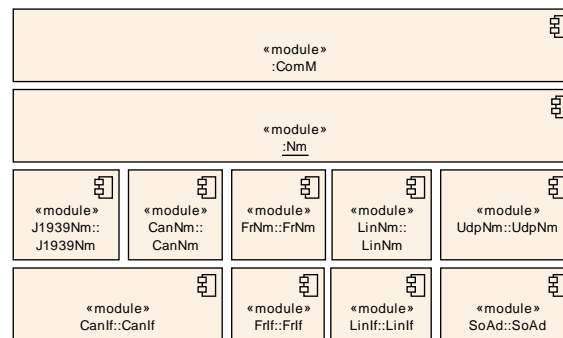 «module»
:ComM
«module»
:Nm
«module»
J1939Nm::
J1939Nm
«module»
CanNm::
CanNm
«module»
FrNm::FrNm
«module»
LinNm::
LinNm
«module»
UdpNm::UdpNm
«module»
CanIf::CanIf
«module»
FrIf::FrIf
«module»
LinIf::LinIf
«module»
SoAd::SoAd